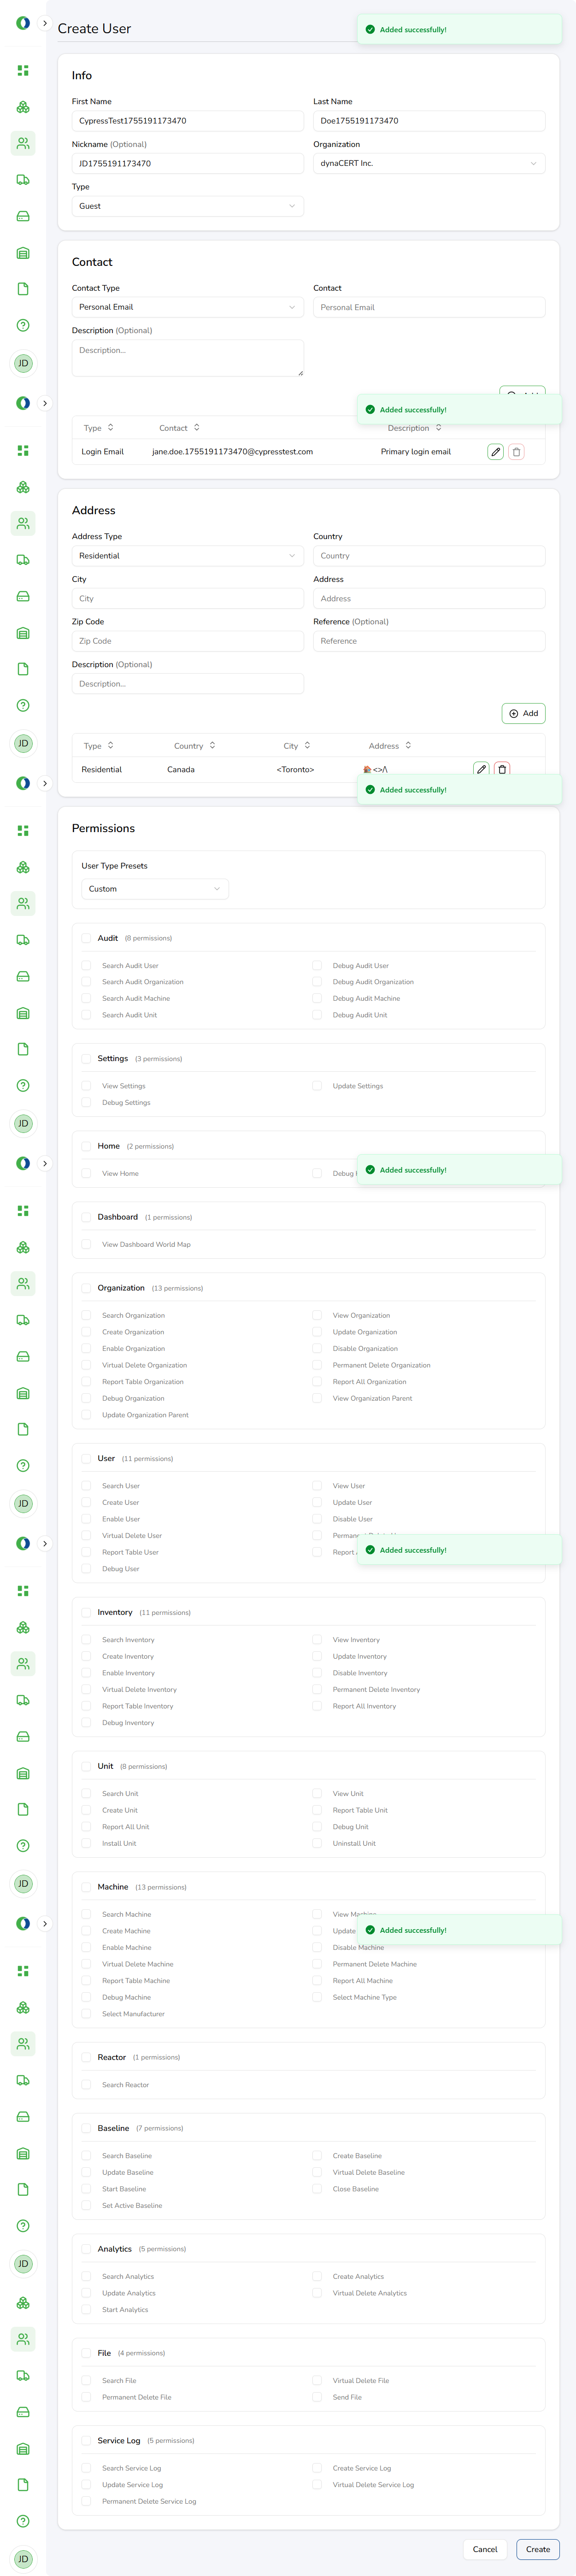 Create User
Added successfully!
Info
First Name
Last Name
CypressTest1755191173470
Doe1755191173470
Nickname (Optional)
Organization
JD1755191173470
dynaCERT Inc.
Type
Guest
Contact
Contact Type
Contact
Personal Email
Personal Email
Description (Optional)
Description...
JD
Added successfully!
Type
Contact
Description
Login Email
jane.doe.1755191173470@cypresstest.com
Primary login email
Address
Address Type
Country
Residential
Country
City
Address
City
Address
Zip Code
Reference (Optional)
Zip Code
Reference
Description (Optional)
Description...
Add
JD
Type
Country
City
Address
Residential
Canada
<Toronto>
🏠 <>/\
Added successfully!
Permissions
User Type Presets
Custom
Audit (8 permissions)
Search Audit User
Debug Audit User
Search Audit Organization
Debug Audit Organization
Search Audit Machine
Debug Audit Machine
Search Audit Unit
Debug Audit Unit
Settings (3 permissions)
View Settings
Update Settings
Debug Settings
JD
Home (2 permissions)
Added successfully!
View Home
Debug
Dashboard (1 permissions)
View Dashboard World Map
Organization (13 permissions)
Search Organization
View Organization
Create Organization
Update Organization
Enable Organization
Disable Organization
Virtual Delete Organization
Permanent Delete Organization
Report Table Organization
Report All Organization
Debug Organization
View Organization Parent
Update Organization Parent
User (11 permissions)
Search User
View User
Create User
Update User
JD
Enable User
Disable User
Virtual Delete User
Report Table User
Report
Added successfully!
Debug User
Inventory (11 permissions)
Search Inventory
View Inventory
Create Inventory
Update Inventory
Enable Inventory
Disable Inventory
Virtual Delete Inventory
Permanent Delete Inventory
Report Table Inventory
Report All Inventory
Debug Inventory
Unit (8 permissions)
Search Unit
View Unit
Create Unit
Report Table Unit
Report All Unit
Debug Unit
Install Unit
Uninstall Unit
JD
Machine (13 permissions)
Search Machine
View Machine
Create Machine
Update
Added successfully!
Enable Machine
Disable Machine
Virtual Delete Machine
Permanent Delete Machine
Report Table Machine
Report All Machine
Debug Machine
Select Machine Type
Select Manufacturer
Reactor (1 permissions)
Search Reactor
Baseline (7 permissions)
Search Baseline
Create Baseline
Update Baseline
Virtual Delete Baseline
Start Baseline
Close Baseline
Set Active Baseline
Analytics (5 permissions)
JD
Search Analytics
Create Analytics
Update Analytics
Virtual Delete Analytics
Start Analytics
File (4 permissions)
Search File
Virtual Delete File
Permanent Delete File
Send File
Service Log (5 permissions)
Search Service Log
Create Service Log
Update Service Log
Virtual Delete Service Log
Permanent Delete Service Log
Cancel
Create
JD